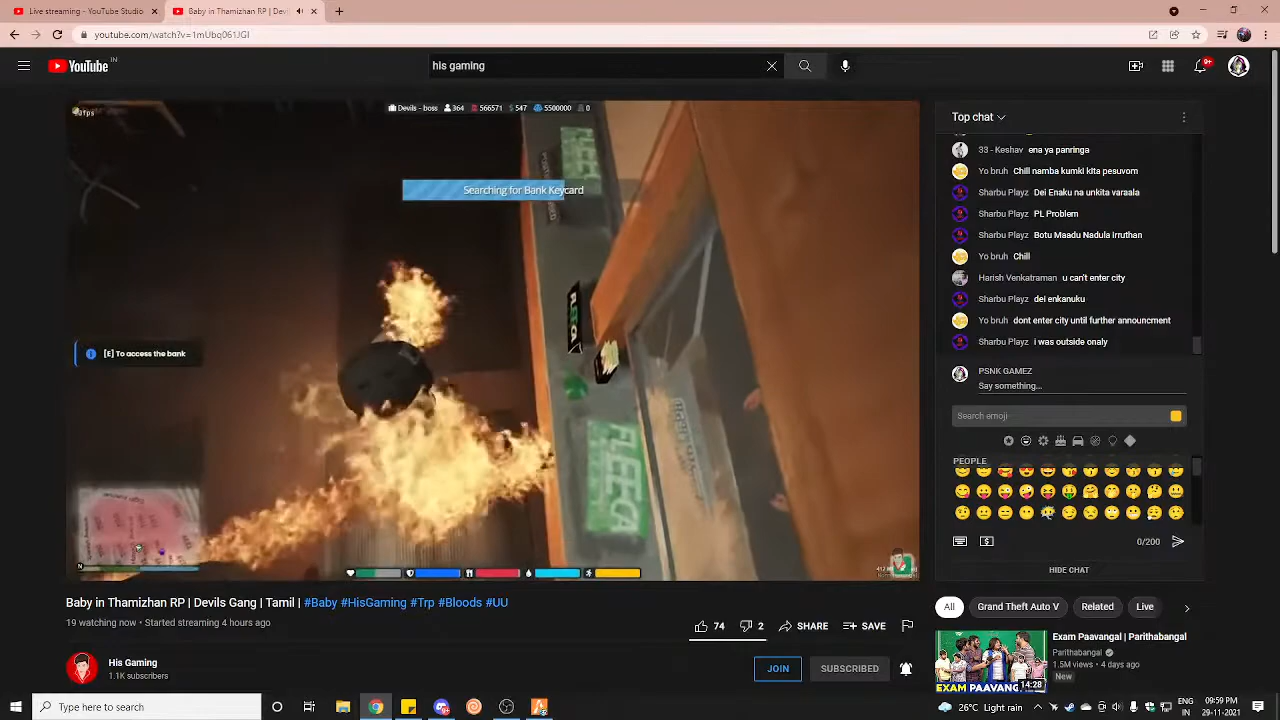 Live streaming - YouTube Studio
Baby in Thamizhan RP | Devil
youtube.com/watch?v=1mUbq061JGI
YouTube IN
his gaming
9+
Devils - boss 364 566571 547 5500000 0
Searching for Bank Keycard
FLEECA
[E] To access the bank
FLEECA
N
Top chat
33 - Keshav ena ya panringa
Yo bruh Chill namba kumki kita pesuvom
Sharbu Playz Dei Enaku na unkita varaala
Sharbu Playz PL Problem
Sharbu Playz Botu Maadu Nadula Irruthan
Yo bruh Chill
Harish Venkatraman u can't enter city
Sharbu Playz dei enkanuku
Yo bruh dont enter city until further announcment
Sharbu Playz i was outside onaly
PSNK GAMEZ
Say something...
Search emoji
PEOPLE
0/200
HIDE CHAT
Baby in Thamizhan RP | Devils Gang | Tamil | #Baby #HisGaming #Trp #Bloods #UU
19 watching now • Started streaming 4 hours ago
74 2 SHARE SAVE
His Gaming
1.1K subscribers
JOIN SUBSCRIBED
All Grand Theft Auto V Related Live
EXAM PAAVANG
14:28
Exam Paavangal | Parithabangal
Parithabangal
1.5M views • 4 days ago
New
Type here to search
26°C Light rain
ENG
IN
09:59 PM
29-11-2021